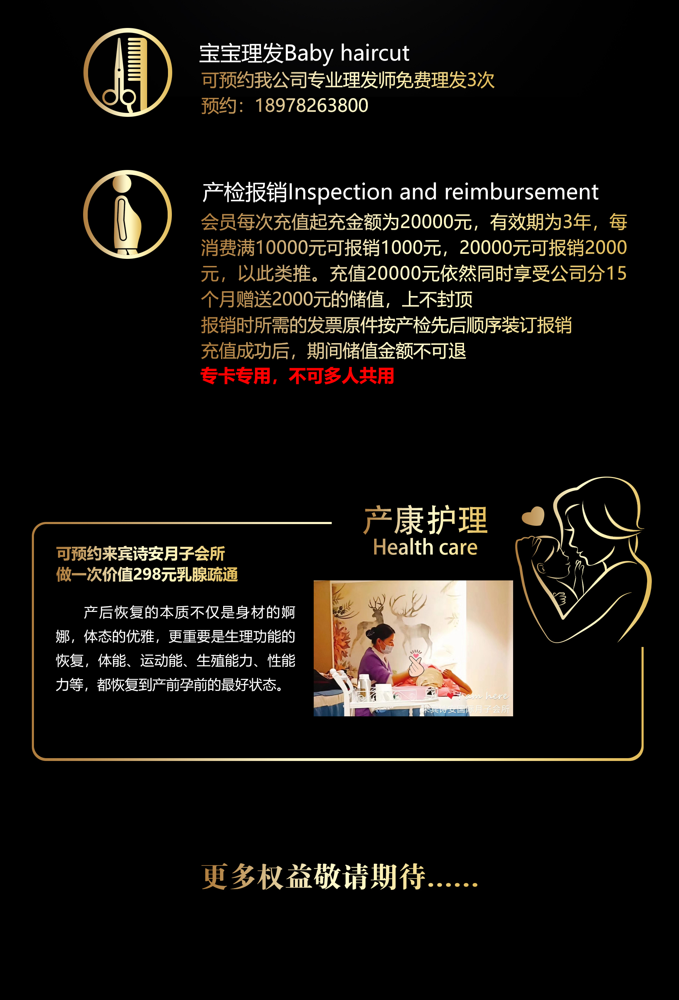 宝宝理发Baby haircut
可预约我公司专业理发师免费理发3次
预约：18978263800
产检报销Inspection and reimbursement
会员每次充值起充金额为20000元，有效期为3年，每
消费满10000元可报销1000元，20000元可报销2000
元，以此类推。充值20000元依然同时享受公司分15
个月赠送2000元的储值，上不封顶
报销时所需的发票原件按产检先后顺序装订报销
充值成功后，期间储值金额不可退
专卡专用，不可多人共用
产康护理
Health care
可预约来宾诗安月子会所
做一次价值298元乳腺疏通
产后恢复的本质不仅是身材的婀
娜，体态的优雅，更重要是生理功能的
恢复，体能、运动能、生殖能力、性能
力等，都恢复到产前孕前的最好状态。
I am here
来宾诗安国际月子会所
更多权益敬请期待......